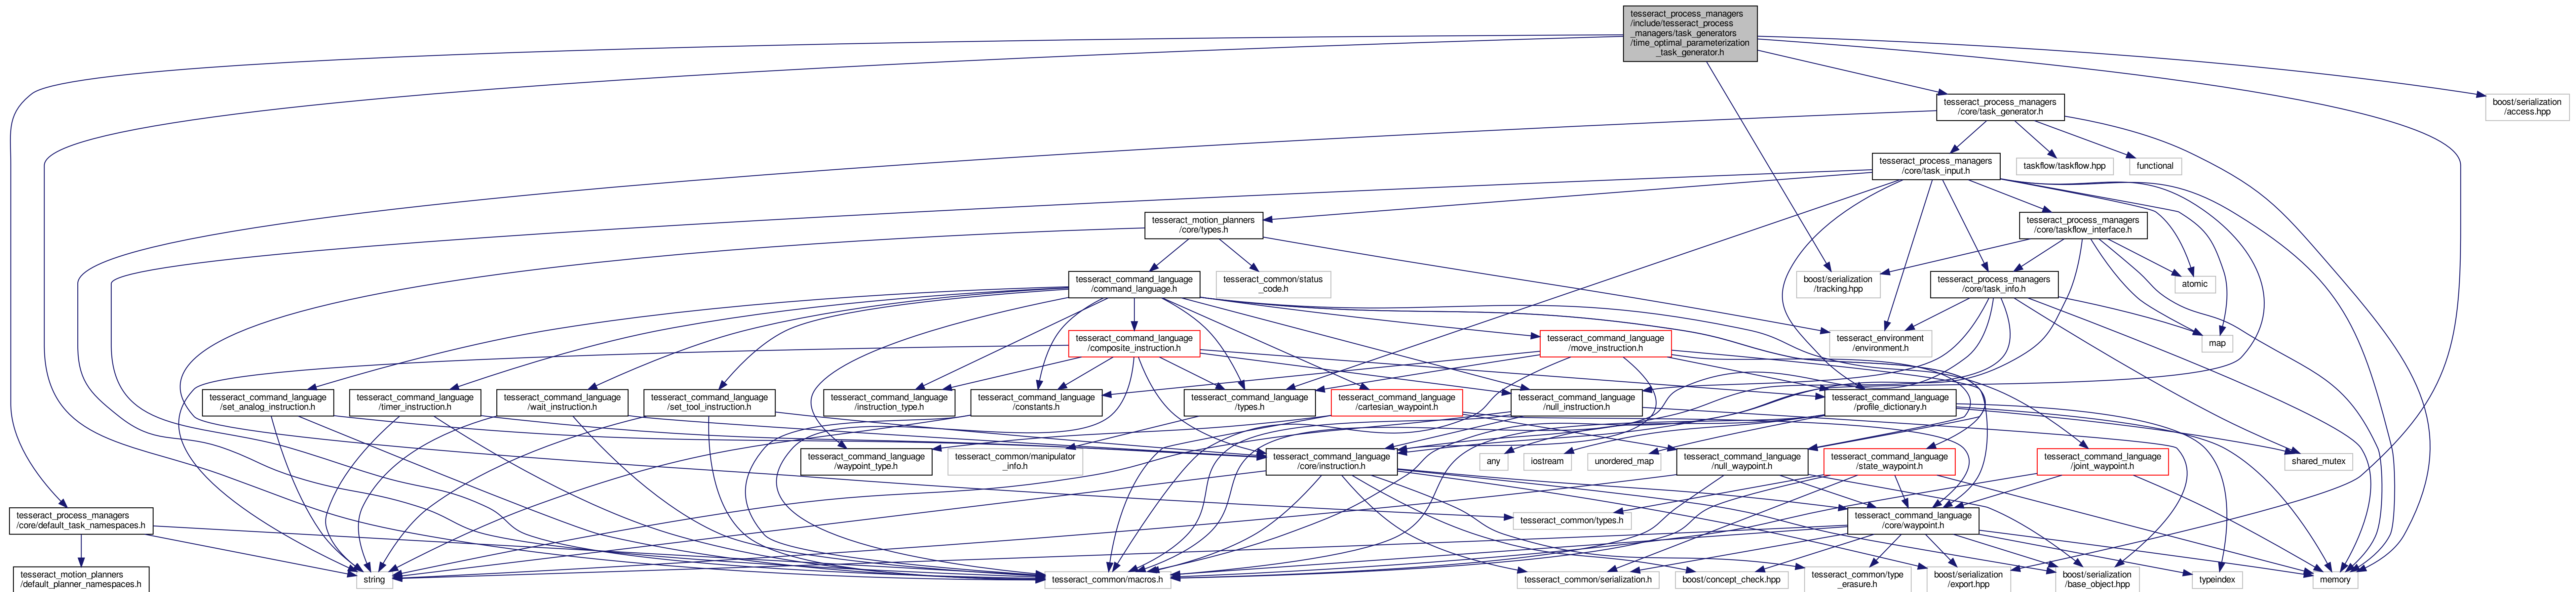 tesseract_process_managers
/include/tesseract_process
_managers/task_generators
/time_optimal_parameterization
_task_generator.h
tesseract_process_managers
/core/task_generator.h
boost/serialization
/access.hpp
tesseract_process_managers
/core/task_input.h
taskflow/taskflow.hpp
functional
tesseract_motion_planners
/core/types.h
tesseract_process_managers
/core/taskflow_interface.h
tesseract_command_language
/command_language.h
tesseract_common/status
_code.h
boost/serialization
/tracking.hpp
tesseract_process_managers
/core/task_info.h
atomic
tesseract_command_language
/composite_instruction.h
tesseract_command_language
/move_instruction.h
tesseract_environment
/environment.h
map
tesseract_command_language
/set_analog_instruction.h
tesseract_command_language
/timer_instruction.h
tesseract_command_language
/wait_instruction.h
tesseract_command_language
/set_tool_instruction.h
tesseract_command_language
/instruction_type.h
tesseract_command_language
/constants.h
tesseract_command_language
/types.h
tesseract_command_language
/cartesian_waypoint.h
tesseract_command_language
/null_instruction.h
tesseract_command_language
/profile_dictionary.h
tesseract_command_language
/waypoint_type.h
tesseract_common/manipulator
_info.h
tesseract_command_language
/core/instruction.h
any
iostream
unordered_map
tesseract_command_language
/null_waypoint.h
tesseract_command_language
/state_waypoint.h
tesseract_command_language
/joint_waypoint.h
shared_mutex
tesseract_process_managers
/core/default_task_namespaces.h
tesseract_common/types.h
tesseract_command_language
/core/waypoint.h
tesseract_motion_planners
/default_planner_namespaces.h
string
tesseract_common/macros.h
tesseract_common/serialization.h
boost/concept_check.hpp
tesseract_common/type
_erasure.h
boost/serialization
/export.hpp
boost/serialization
/base_object.hpp
typeindex
memory